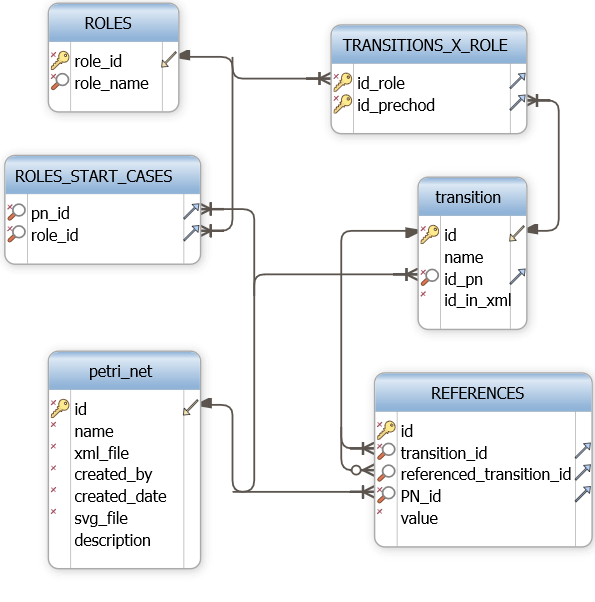 ROLES
role_id
role_name
TRANSITIONS_X_ROLE
id_role
id_prechod
ROLES_START_CASES
pn_id
role_id
transition
id
name
id_pn
id_in_xml
petri_net
id
name
xml_file
created_by
created_date
svg_file
description
REFERENCES
id
transition_id
referenced_transition_id
PN_id
value